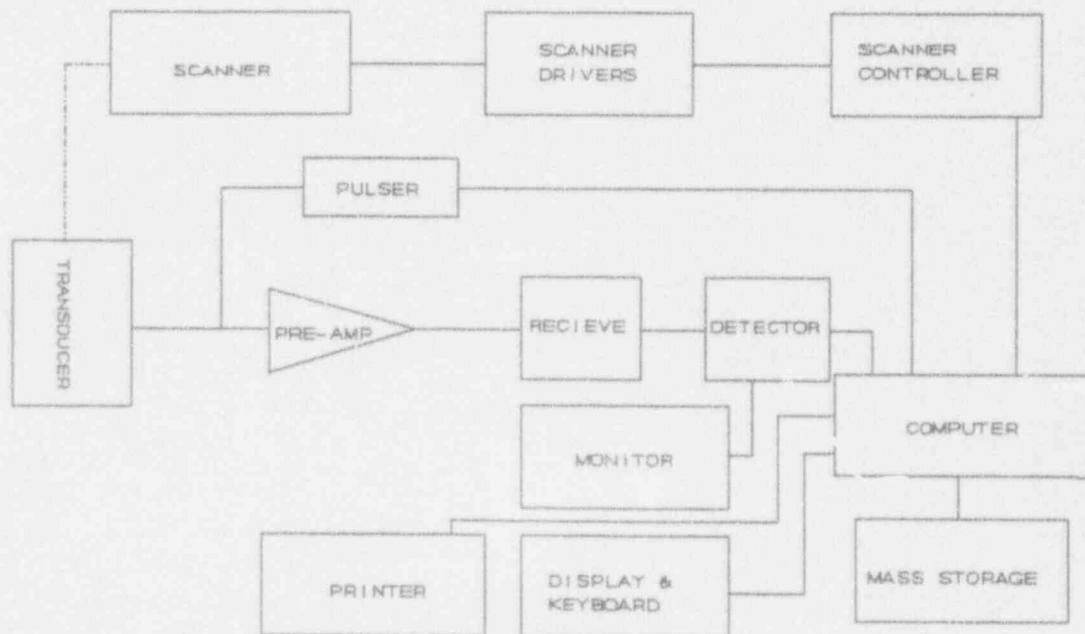 SCANNER
SCANNER
DRIVERS
SCANNER
CONTROLLER
PULSER
TRANSDUCER
PRE-AMP
RECIEVE
DETECTOR
COMPUTER
MONITOR
PRINTER
DISPLAY &
KEYBOARD
MASS STORAGE